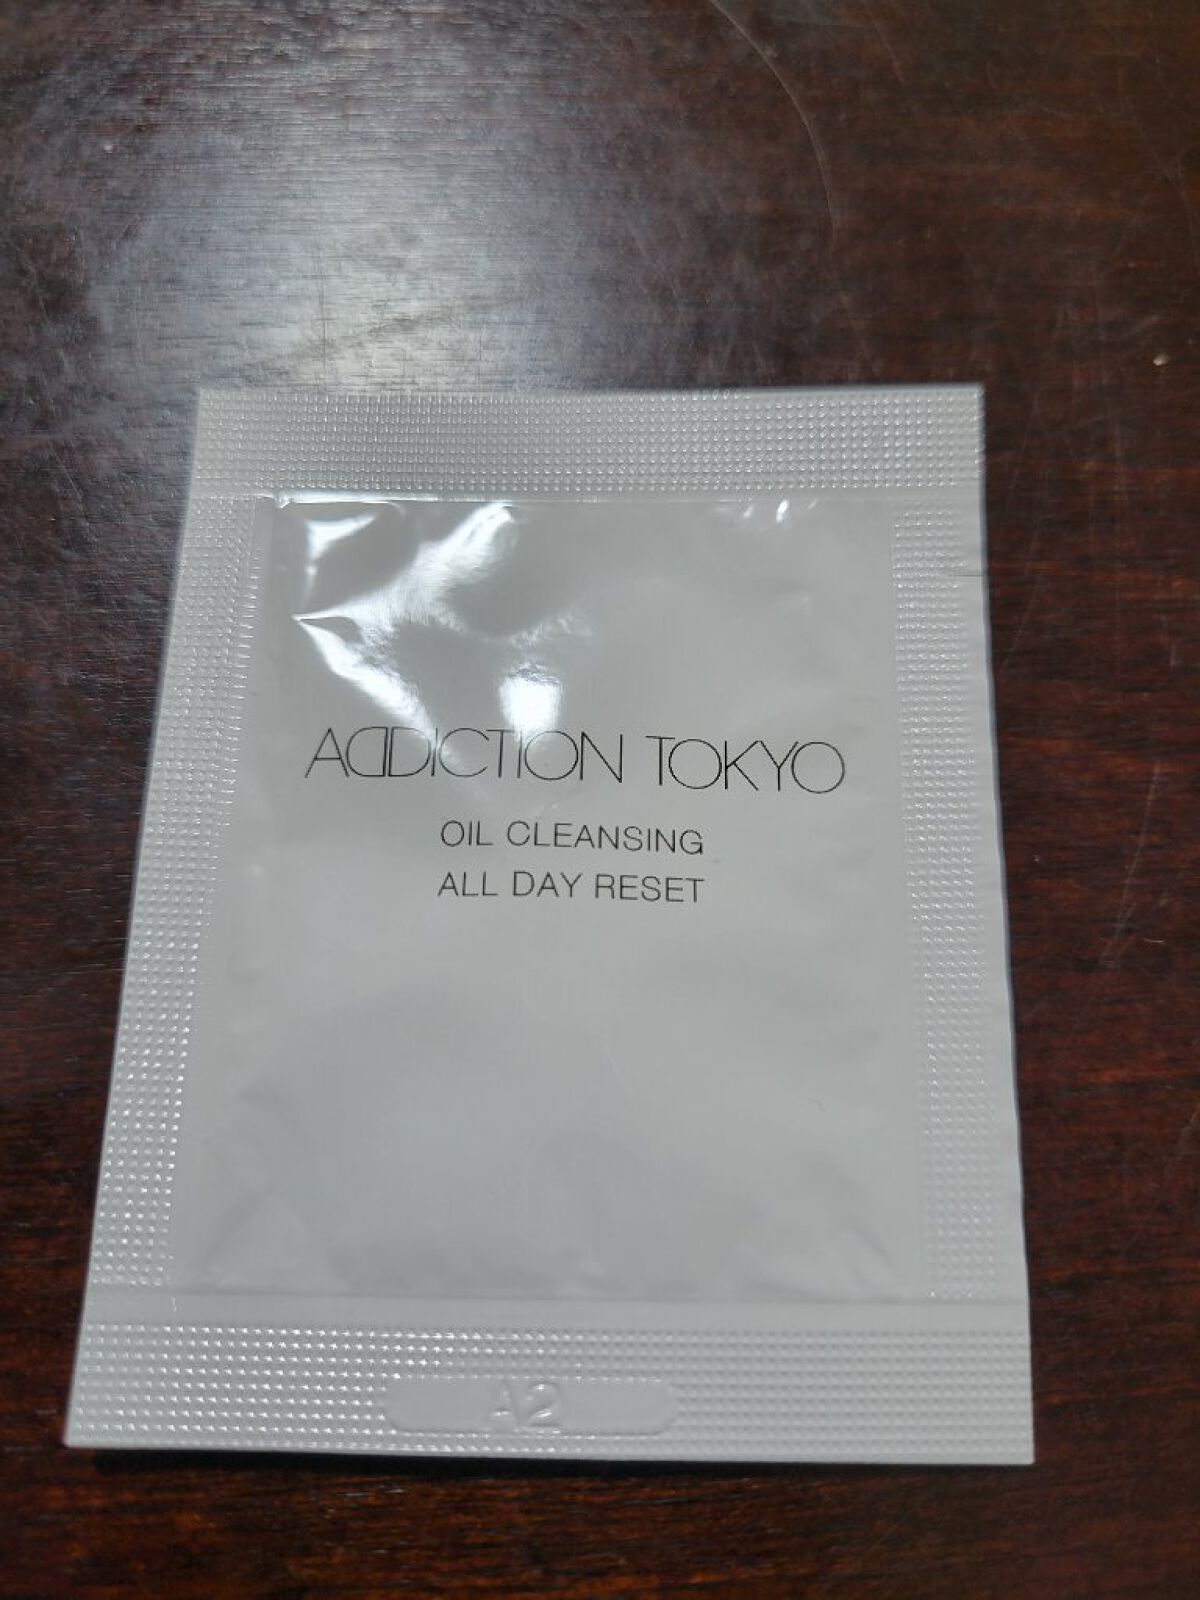 ADDICTION TOKYO
OIL CLEANSING
ALL DAY RESET
A2